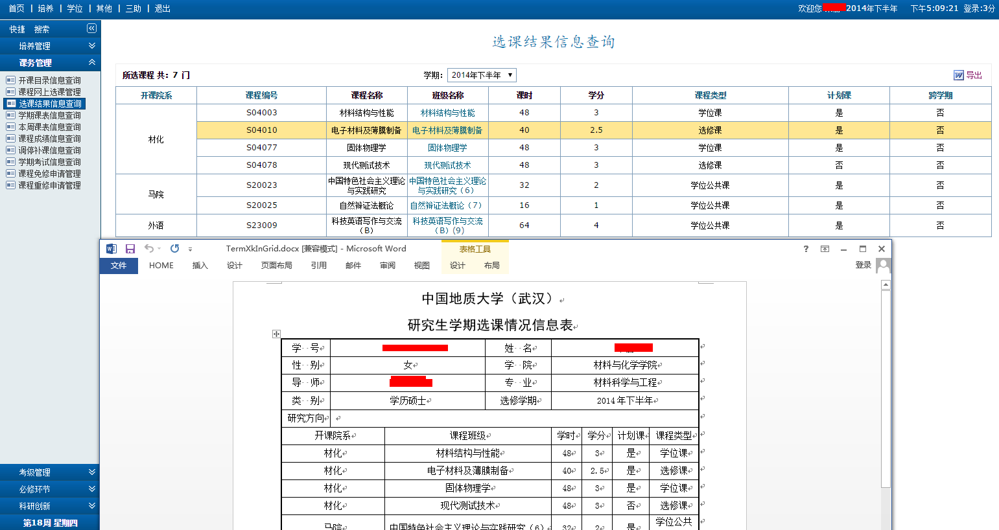 首页 | 培养 | 学位 | 其他 | 三助 | 退出
欢迎您 2014年下半年 下午5:09:21 登录:3分
快捷 搜索
培养管理
课务管理
开课目录信息查询
课程网上选课管理
选课结果信息查询
学期课表信息查询
本周课表信息查询
课程成绩信息查询
调停补课信息查询
学期考试信息查询
课程免修申请管理
课程重修申请管理
考级管理
必修环节
科研创新
第18周 星期四
选课结果信息查询
所选课程 共：7 门 学期： 2014年下半年 导出
开课院系 课程编号 课程名称 班级名称 课时 学分 课程类型 计划课 跨学期
材化
S04003 材料结构与性能 材料结构与性能 48 3 学位课 是 否
S04010 电子材料及薄膜制备 电子材料及薄膜制备 40 2.5 选修课 是 否
S04077 固体物理学 固体物理学 48 3 学位课 是 否
S04078 现代测试技术 现代测试技术 48 3 选修课 否 否
马院
S20023 中国特色社会主义理论与实践研究 中国特色社会主义理论与实践研究（6） 32 2 学位公共课 是 否
S20025 自然辩证法概论 自然辩证法概论（7） 16 1 学位公共课 是 否
外语 S23009 科技英语写作与交流（B） 科技英语写作与交流（B）(9) 64 4 学位公共课 是 否
TermXkInGrid.docx [兼容模式] - Microsoft Word
表格工具
文件 HOME 插入 设计 页面布局 引用 邮件 审阅 视图 设计 布局 登录
中国地质大学（武汉）
研究生学期选课情况信息表
学 号 姓 名
性 别 女 学 院 材料与化学学院
导 师 专 业 材料科学与工程
类 别 学历硕士 选修学期 2014年下半年
研究方向
开课院系 课程班级 学时 学分 计划课 课程类型
材化 材料结构与性能 48 3 是 学位课
材化 电子材料及薄膜制备 40 2.5 是 选修课
材化 固体物理学 48 3 是 学位课
材化 现代测试技术 48 3 否 选修课
马院 中国特色社会主义理论与实践研究（6） 32 2 是 学位公共